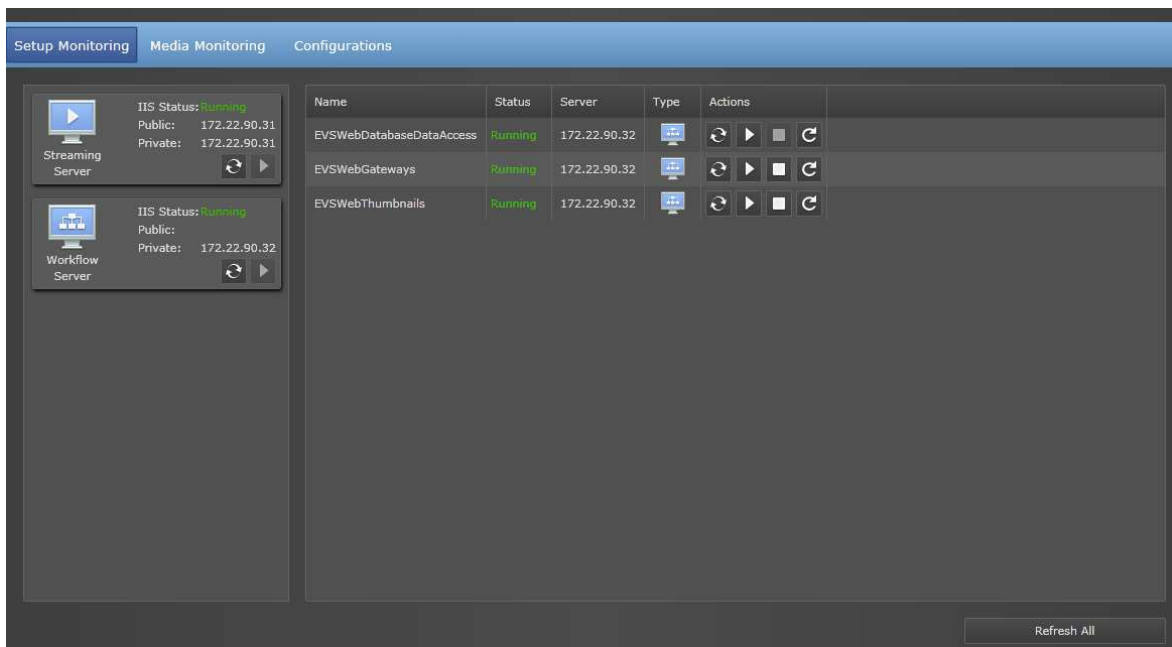 Setup Monitoring Media Monitoring Configurations
IIS Status: Running
Public: 172.22.90.31
Private: 172.22.90.31
Streaming
Server
IIS Status: Running
Public:
Private: 172.22.90.32
Workflow
Server
Name Status Server Type Actions
EVSWebDatabaseDataAccess Running 172.22.90.32
EVSWebGateways Running 172.22.90.32
EVSWebThumbnails Running 172.22.90.32
Refresh All